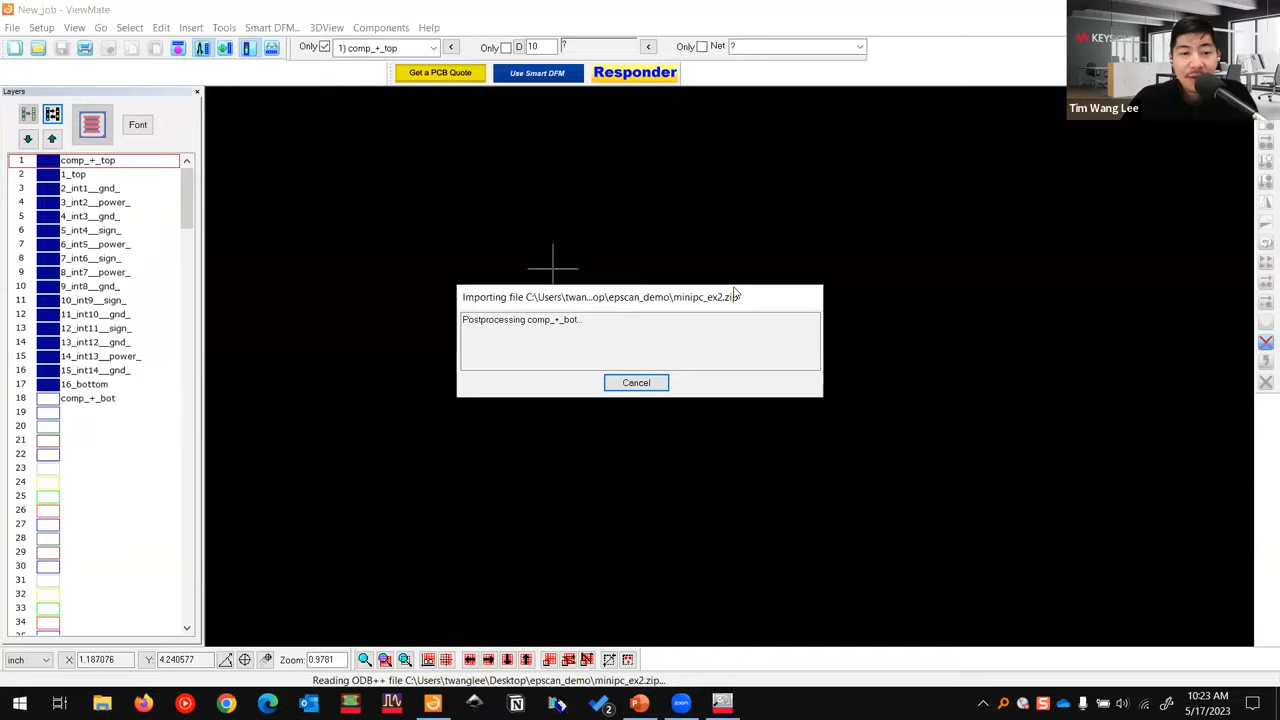 New_job - ViewMate
File Setup View Go Select Edit Insert Tools Smart DFM... 3DView Components Help
Only 1) comp_+_top < Only D 10 ? < Only Net ?
Get a PCB Quote Use Smart DFM Responder
Layers
Font
1 comp_+_top
2 1_top
3 2_int1__gnd_
4 3_int2__power_
5 4_int3__gnd_
6 5_int4__sign_
7 6_int5__power_
8 7_int6__sign_
9 8_int7__power_
10 9_int8__gnd_
11 10_int9__sign_
12 11_int10__gnd_
13 12_int11__sign_
14 13_int12__gnd_
15 14_int13__power_
16 15_int14__gnd_
17 16_bottom
18 comp_+_bot
19
20
21
22
23
24
25
26
27
28
29
30
31
32
33
34
Importing file C:\Users\twan...op\epscan_demo\minipc_ex2.zip
Postprocessing comp_+_bot...
Cancel
Tim Wang Lee
inch X: 1.187076 Y: 4.240577 Zoom: 0.9781
Reading ODB++ file C:\Users\twanglee\Desktop\epscan_demo\minipc_ex2.zip...
2
10:23 AM
5/17/2023